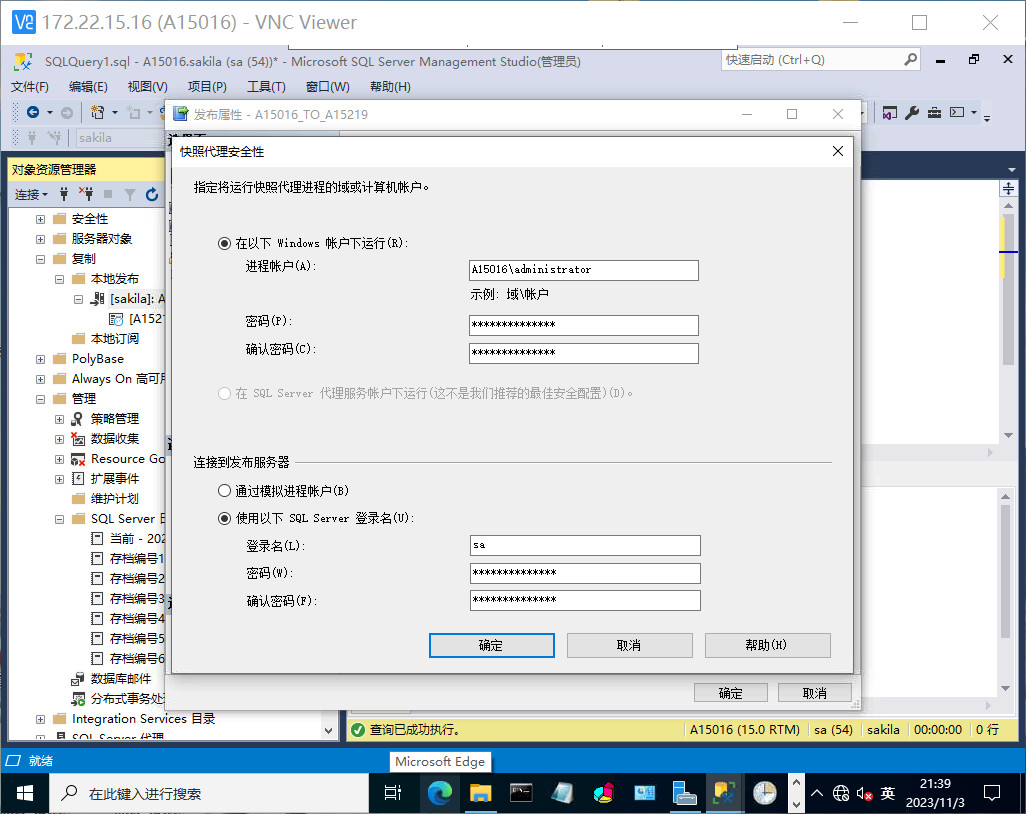 172.22.15.16 (A15016) - VNC Viewer
SQLQuery1.sql - A15016.sakila (sa (54))* - Microsoft SQL Server Management Studio(管理员)
快速启动 (Ctrl+Q)
文件(F) 编辑(E) 视图(V) 项目(P) 工具(T) 窗口(W) 帮助(H)
发布属性 - A15016_TO_A15219
sakila
快照代理安全性
对象资源管理器
连接
指定将运行快照代理进程的域或计算机帐户。
安全性
服务器对象
复制
本地发布
[sakila]: A
[A152
本地订阅
PolyBase
Always On 高可用
管理
策略管理
数据收集
Resource Go
扩展事件
维护计划
SQL Server 日
当前 - 202
存档编号1
存档编号2
存档编号3
存档编号4
存档编号5
存档编号6
数据库邮件
分布式事务处
Integration Services 目录
SQL Server 代理
在以下 Windows 帐户下运行(R):
进程帐户(A):
A15016\administrator
示例: 域\帐户
密码(P):
**************
确认密码(C):
**************
在 SQL Server 代理服务帐户下运行(这不是我们推荐的最佳安全配置)(D)。
连接到发布服务器
通过模拟进程帐户(B)
使用以下 SQL Server 登录名(U):
登录名(L):
sa
密码(W):
**************
确认密码(F):
**************
确定 取消 帮助(H)
确定 取消
查询已成功执行。
A15016 (15.0 RTM) sa (54) sakila 00:00:00 0 行
就绪
Microsoft Edge
在此键入进行搜索
英
21:39
2023/11/3